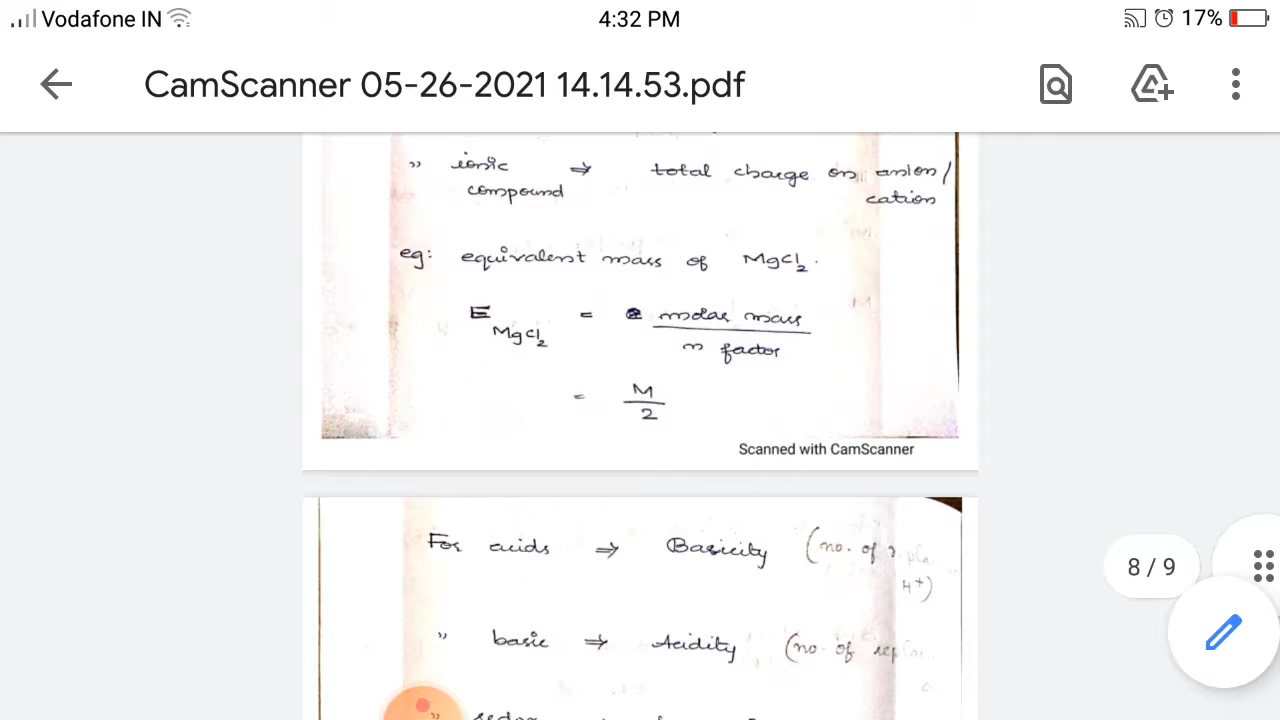 Vodafone IN 4:32 PM 17%
CamScanner 05-26-2021 14.14.53.pdf
" ionic ⇒ total charge on anion/
compound cation
eg: equivalent mass of MgCl₂.
E = molar mass
MgCl₂ n factor
= M
2
Scanned with CamScanner
For acids ⇒ Basicity (no. of
H⁺)
8 / 9
" basic ⇒ Acidity (no. of
"